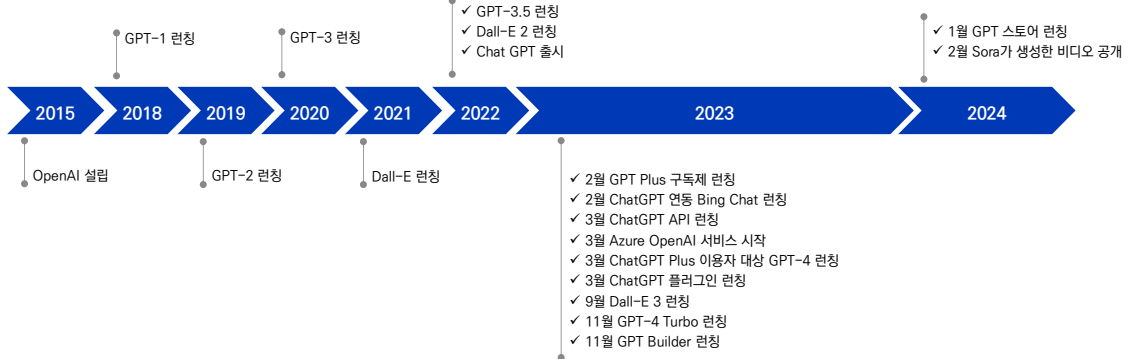 ✓ GPT-3.5 런칭
✓ Dall-E 2 런칭
✓ Chat GPT 출시
GPT-1 런칭
GPT-3 런칭
✓ 1월 GPT 스토어 런칭
✓ 2월 Sora가 생성한 비디오 공개
2015 2018 2019 2020 2021 2022 2023 2024
OpenAI 설립
GPT-2 런칭
Dall-E 런칭
✓ 2월 GPT Plus 구독제 런칭
✓ 2월 ChatGPT 연동 Bing Chat 런칭
✓ 3월 ChatGPT API 런칭
✓ 3월 Azure OpenAI 서비스 시작
✓ 3월 ChatGPT Plus 이용자 대상 GPT-4 런칭
✓ 3월 ChatGPT 플러그인 런칭
✓ 9월 Dall-E 3 런칭
✓ 11월 GPT-4 Turbo 런칭
✓ 11월 GPT Builder 런칭